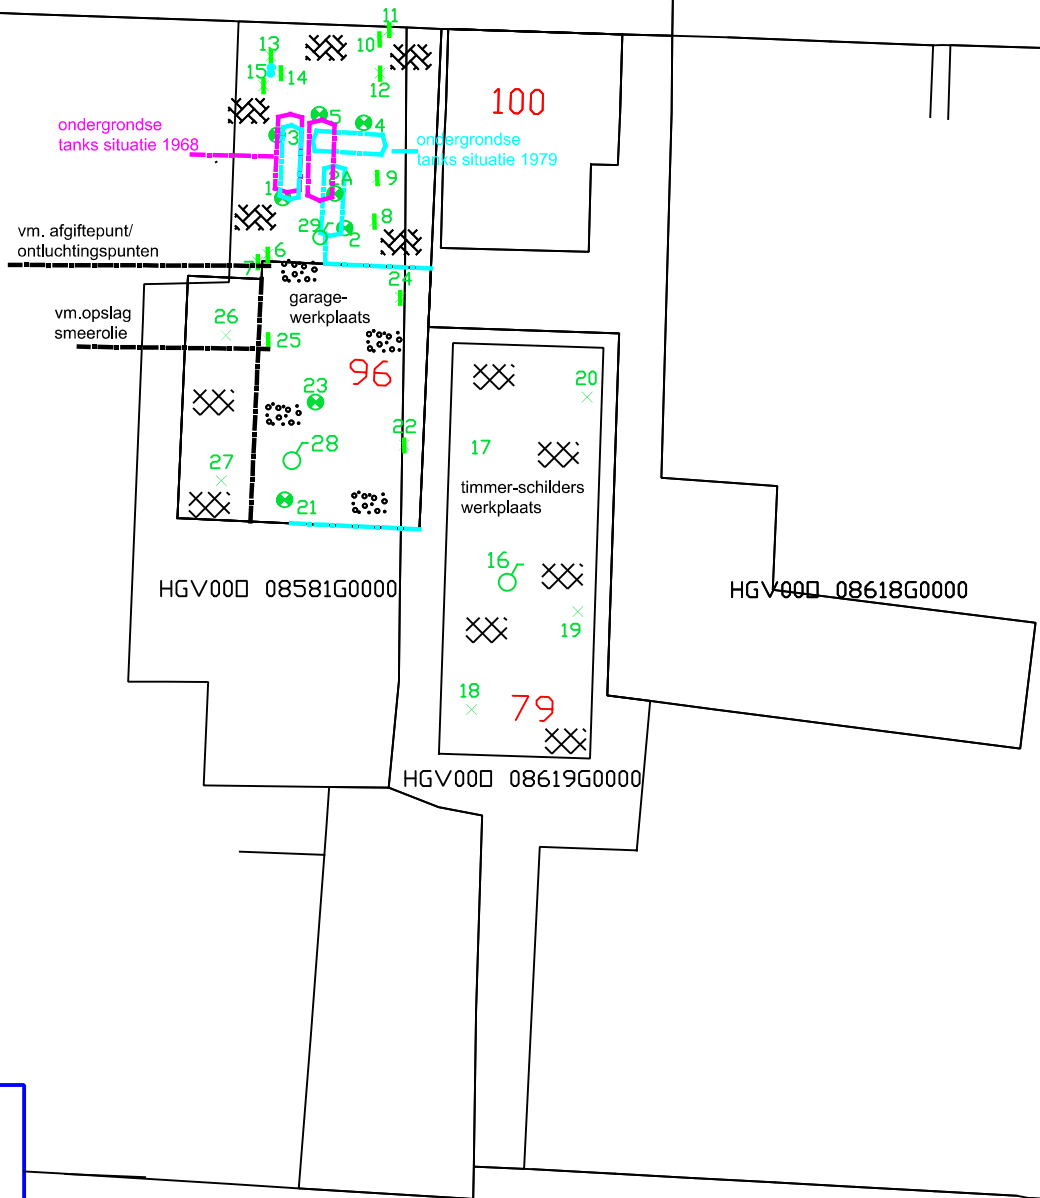 11
10
13
15
14
12
100
ondergrondse
tanks situatie 1968
5
4
3
ondergrondse
tanks situatie 1979
2A
9
1
8
29
2
vm. afgiftepunt/
ontluchtingspunten
6
7
24
garage-
werkplaats
vm.opslag
smeerolie
26
25
96
23
20
22
28
17
27
timmer-schilders
werkplaats
21
16
HGV00□ 08581G0000
HGV00□ 08618G0000
19
18
79
HGV00□ 08619G0000